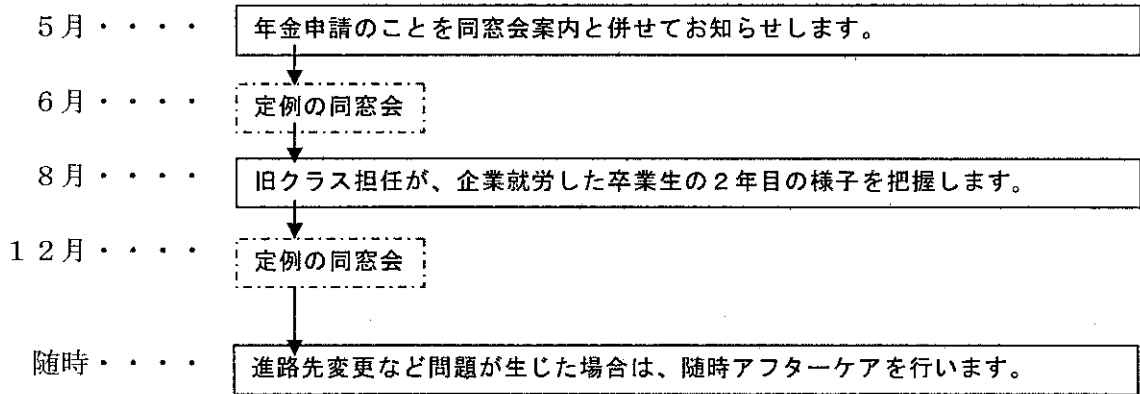 5月・・・・ 年金申請のことを同窓会案内と併せてお知らせします。
6月・・・・ 定例の同窓会
8月・・・・ 旧クラス担任が、企業就労した卒業生の2年目の様子を把握します。
12月・・・・ 定例の同窓会
随時・・・・ 進路先変更など問題が生じた場合は、随時アフターケアを行います。